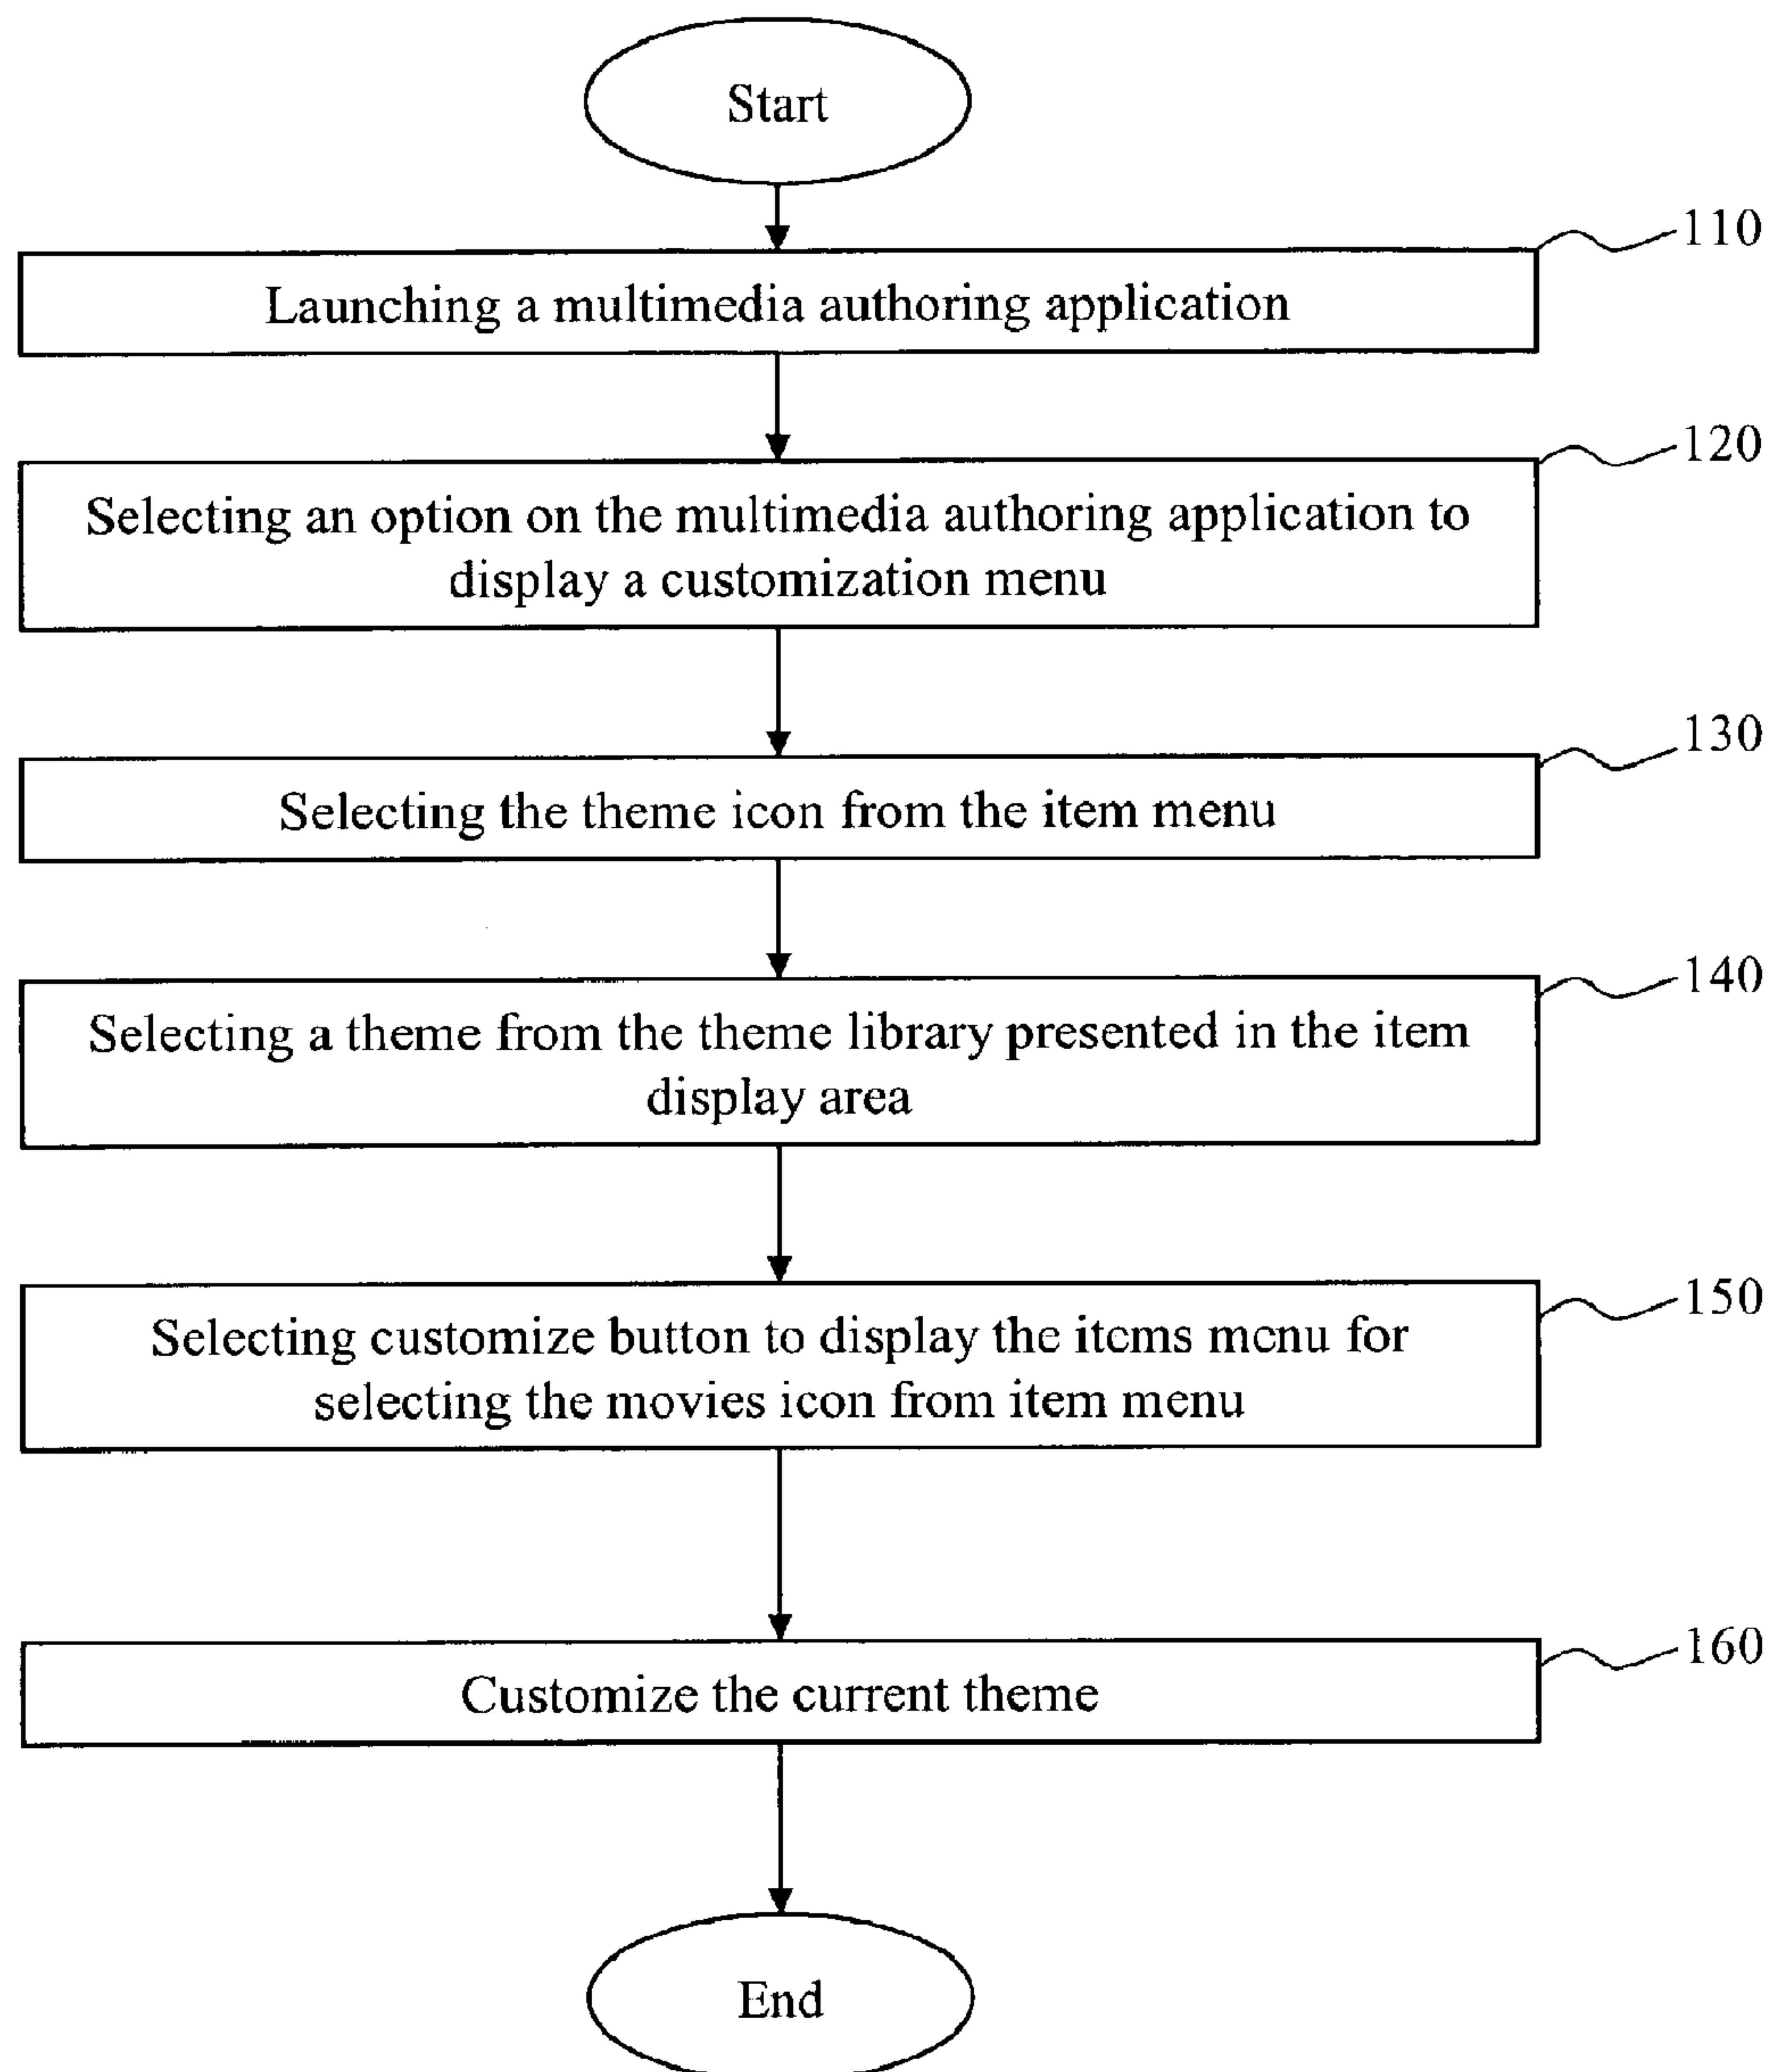 Start
110
Launching a multimedia authoring application
120
Selecting an option on the multimedia authoring application to
display a customization menu
130
Selecting the theme icon from the item menu
140
Selecting a theme from the theme library presented in the item
display area
150
Selecting customize button to display the items menu for
selecting the movies icon from item menu
160
Customize the current theme
End